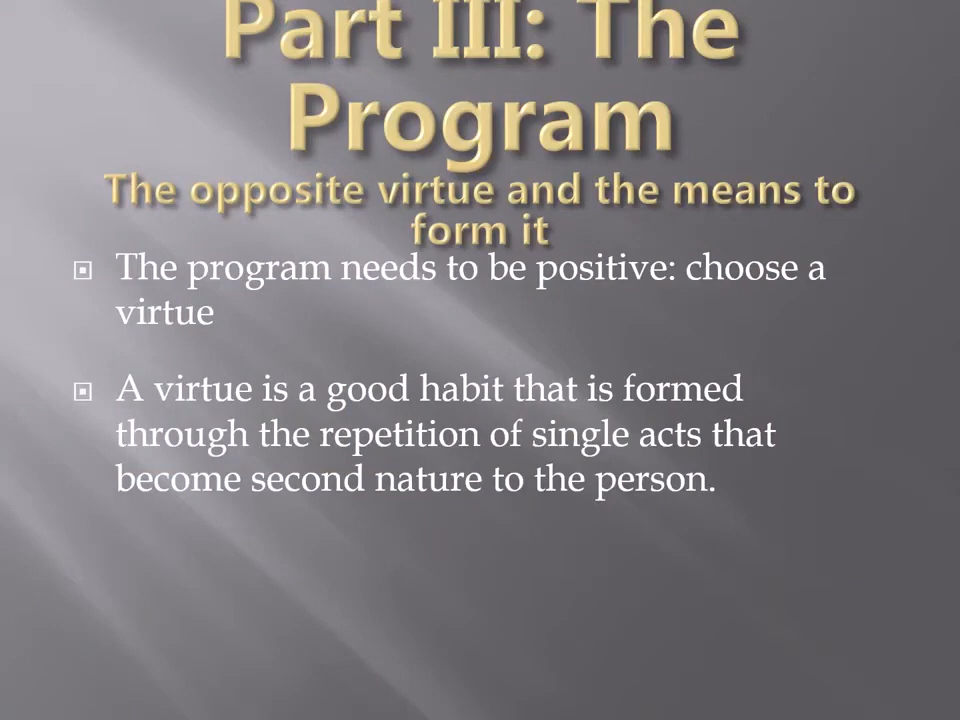 Part III: The
Program
The opposite virtue and the means to
form it
The program needs to be positive: choose a
virtue
A virtue is a good habit that is formed
through the repetition of single acts that
become second nature to the person.